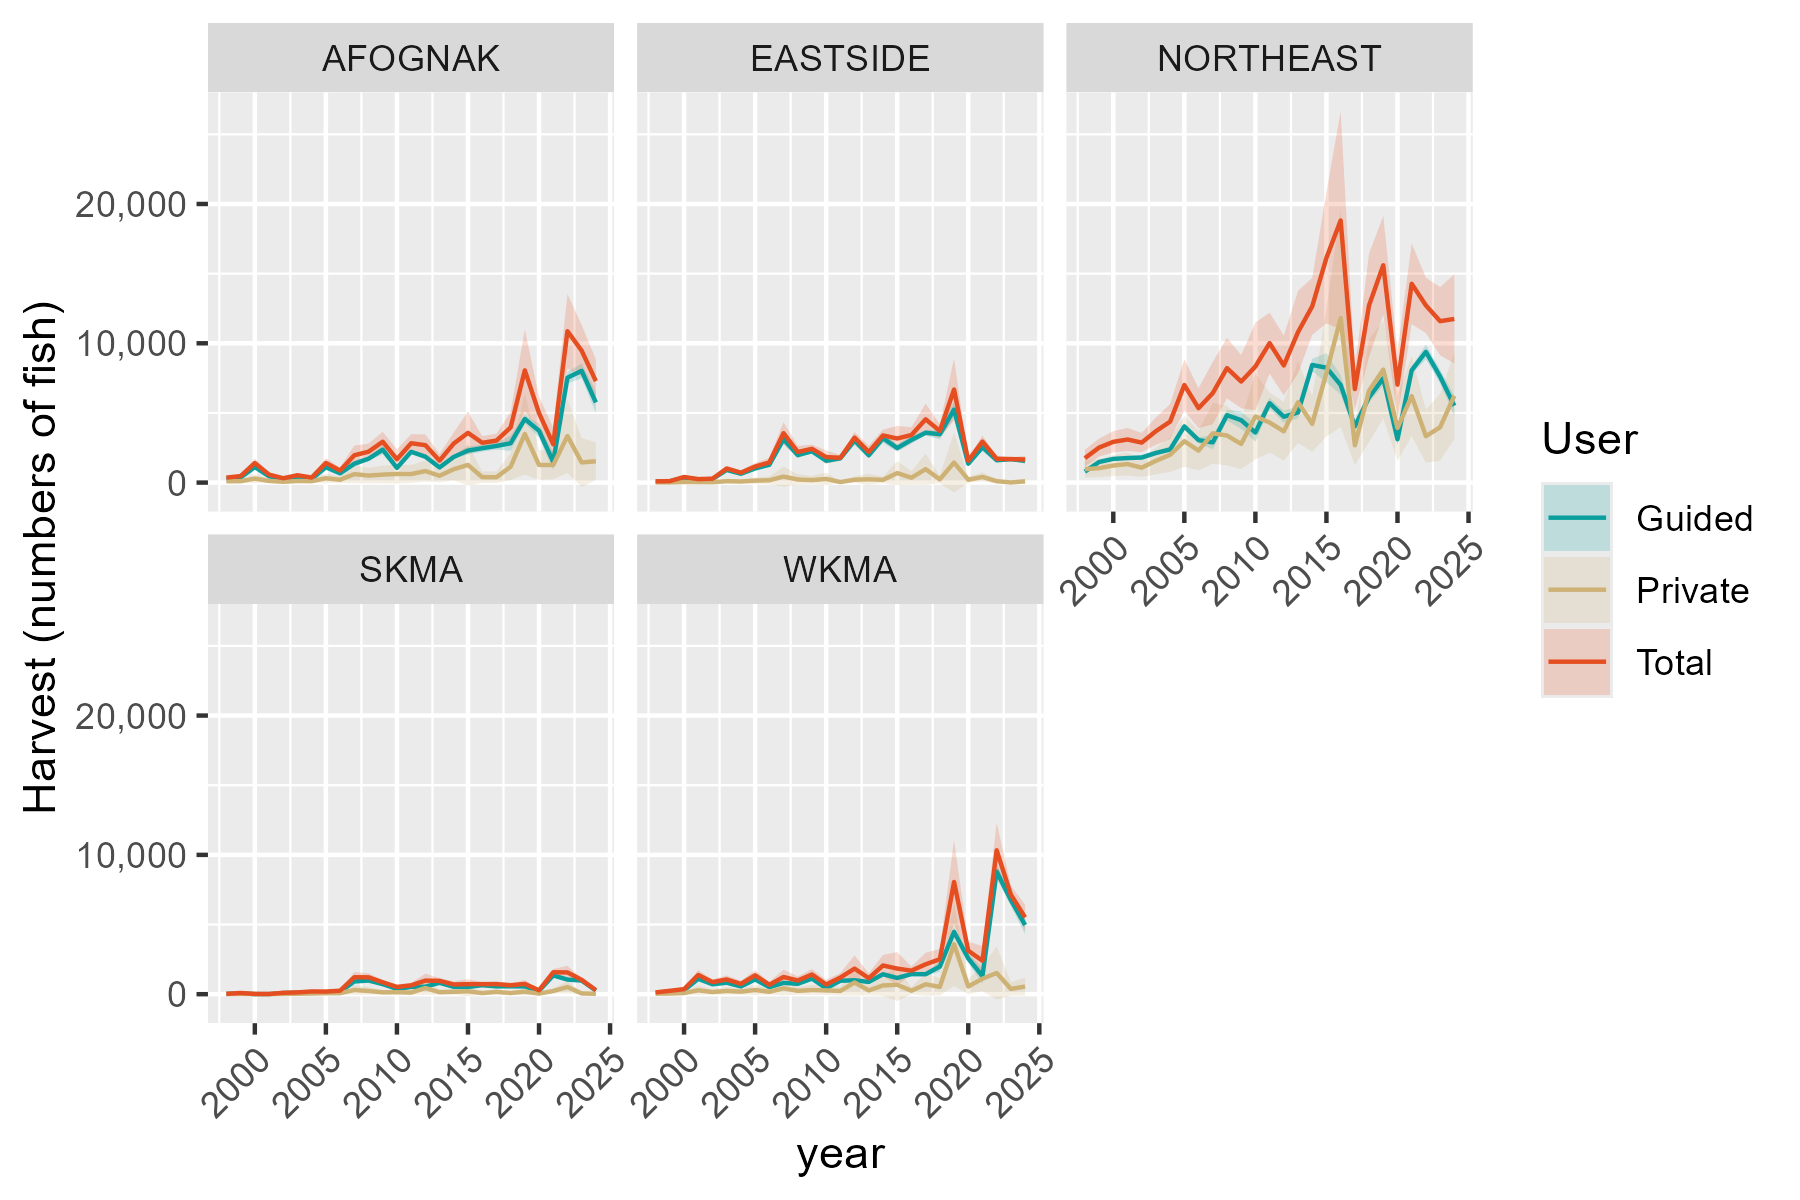 AFOGNAK EASTSIDE NORTHEAST
20,000
10,000
0
2000 2005 2010 2015 2020 2025
SKMA WKMA
20,000
10,000
0
2000 2005 2010 2015 2020 2025 2000 2005 2010 2015 2020 2025
year
Harvest (numbers of fish)
User
Guided
Private
Total